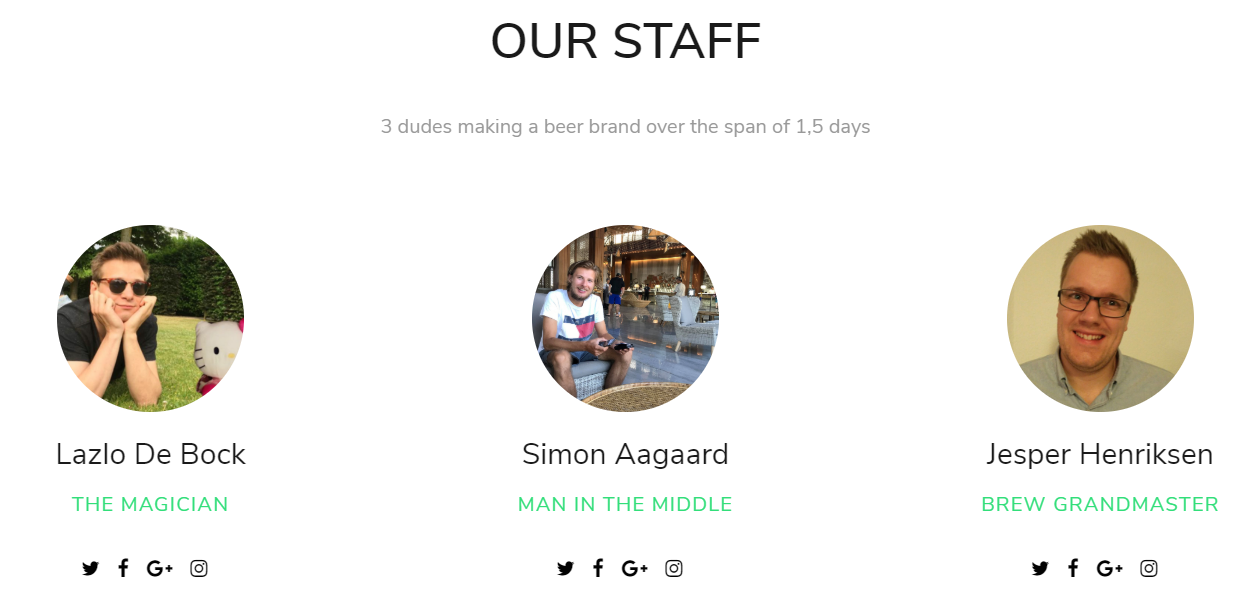 OUR STAFF
3 dudes making a beer brand over the span of 1,5 days
Lazlo De Bock
Simon Aagaard
Jesper Henriksen
THE MAGICIAN
MAN IN THE MIDDLE
BREW GRANDMASTER